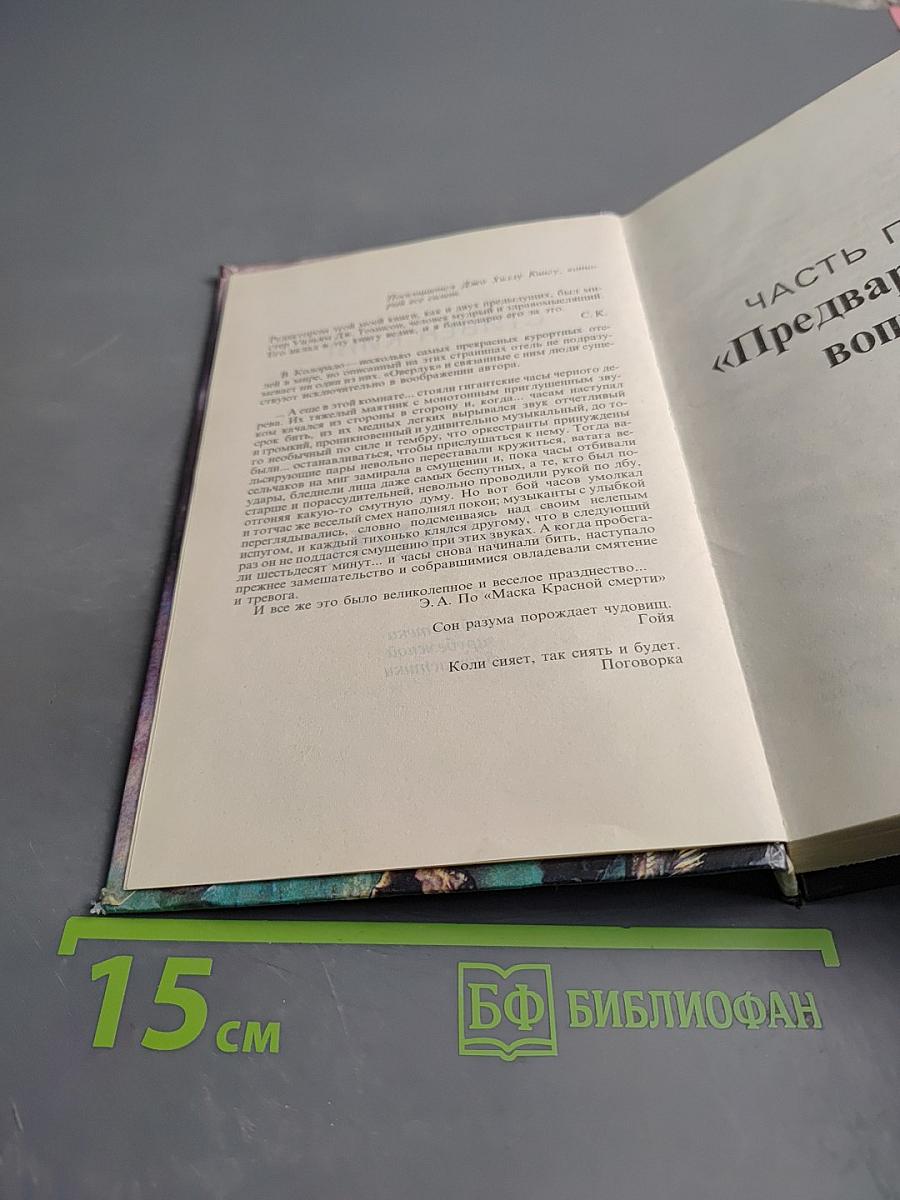 Посвящается Джо Хиллу Кингу, кото-
рый все сияет.
Редактором этой моей книги, как и двух предыдущих, был ми-
стер Уильям Дж. Томпсон, человек мудрый и здравомыслящий.
Его вклад в эту книгу велик, и я благодарю его за это.
С. К.
В Колорадо — несколько самых прекрасных курортных оте-
лей в мире, но описанный на этих страницах отель не подразу-
мевает ни один из них. «Оверлук» и связанные с ним люди суще-
ствуют исключительно в воображении автора.
— А еще в этой комнате... стояли гигантские часы черного де-
рева. Их тяжелый маятник с монотонным приглушенным зву-
ком качался из стороны в сторону и, когда... часам наступал
срок бить, из их медных легких вырывался звук отчетливый
и громкий, проникновенный и удивительно музыкальный, до то-
го необычный по силе и тембру, что оркестранты принуждены
были... останавливаться, чтобы прислушаться к нему. Тогда ва-
льсирующие пары невольно переставали кружиться, ватага ве-
сельчаков на миг замирала в смущении и, пока часы отбивали
удары, бледнели лица даже самых беспутных, а те, кто был по-
старше и порассудительней, невольно проводили рукой по лбу,
отгоняя какую-то смутную думу. Но вот бой часов умолкал
и тотчас же веселый смех наполнял покои; музыканты с улыбкой
переглядывались, словно подсмеиваясь над своим нелепым
испугом, и каждый тихонько клялся другому, что в следующий
раз он не поддастся смущению при этих звуках. А когда пробега-
ли шестьдесят минут... и часы снова начинали бить, наступало
прежнее замешательство и собравшимися овладевали смятение
и тревога.
И все же это было великолепное и веселое празднество...
Э. А. По «Маска Красной смерти»
Сон разума порождает чудовищ.
Гойя
Коли сияет, так сиять и будет.
Поговорка
ЧАСТЬ П
«Предвар
воп
15 см
БФ БИБЛИОФАН